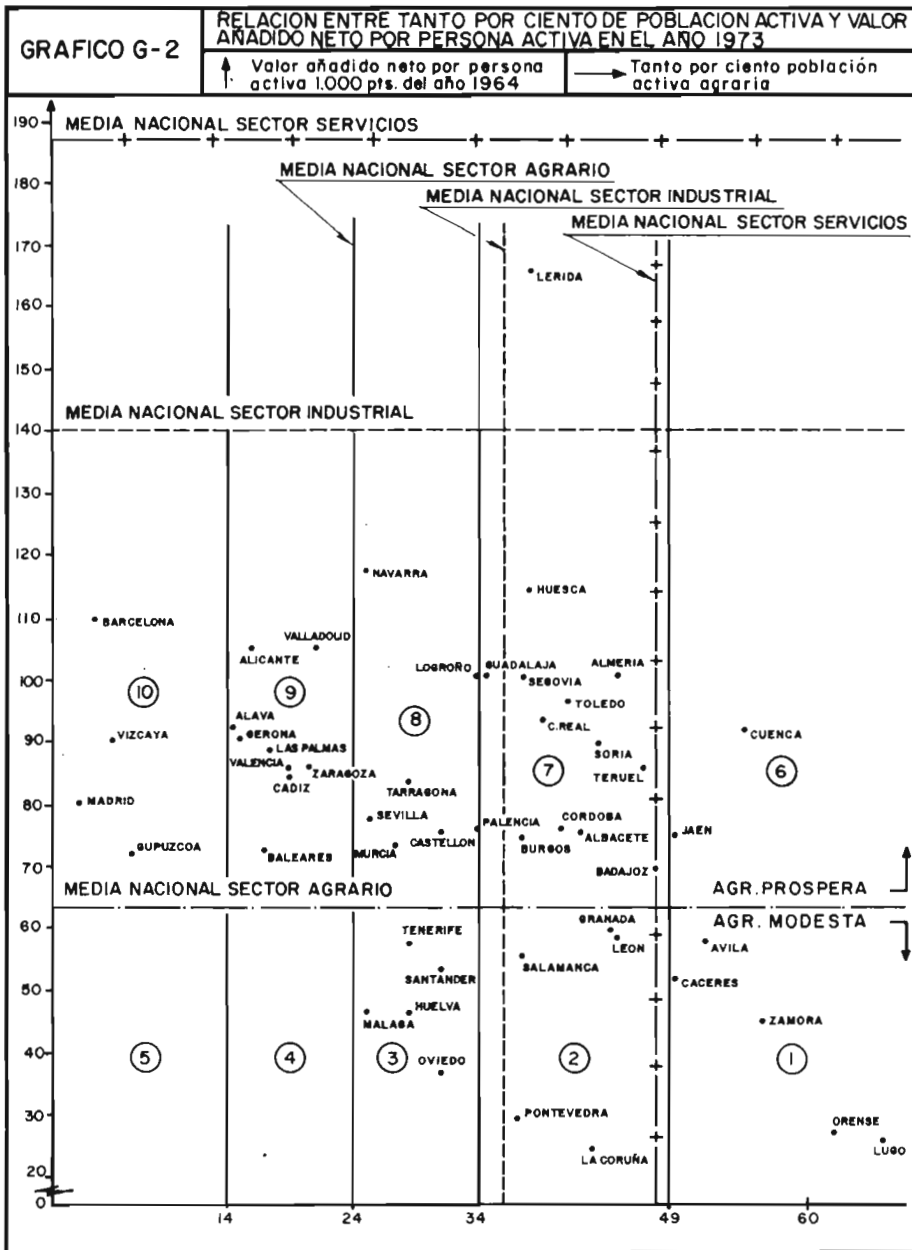 GRAFICO G-2
RELACION ENTRE TANTO POR CIENTO DE POBLACION ACTIVA Y VALOR
AÑADIDO NETO POR PERSONA ACTIVA EN EL AÑO 1973
Valor añadido neto por persona
activa 1.000 pts. del año 1964
Tanto por ciento población
activa agraria
190
MEDIA NACIONAL SECTOR SERVICIOS
MEDIA NACIONAL SECTOR AGRARIO
180
MEDIA NACIONAL SECTOR INDUSTRIAL
MEDIA NACIONAL SECTOR SERVICIOS
170
LERIDA
160
150
MEDIA NACIONAL SECTOR INDUSTRIAL
140
130
120
NAVARRA
HUESCA
110
BARCELONA
VALLADOLID
ALICANTE
LOGROÑO
GUADALAJA
ALMERIA
SEGOVIA
100
10
9
TOLEDO
ALAVA
8
C.REAL
GERONA
CUENCA
VIZCAYA
90
LAS PALMAS
SORIA
VALENCIA
ZARAGOZA
7
TERUEL
6
CADIZ
TARRAGONA
MADRID
80
SEVILLA
PALENCIA
CORDOBA
JAEN
CASTELLON
BURGOS
ALBACETE
GUPUZCOA
BALEARES
MURCIA
70
BADAJOZ
MEDIA NACIONAL SECTOR AGRARIO
AGR. PROSPERA
AGR. MODESTA
60
GRANADA
TENERIFE
LEON
AVILA
SALAMANCA
SANTANDER
CACERES
50
HUELVA
MALAGA
ZAMORA
40
5
4
3
OVIEDO
2
1
30
PONTEVEDRA
ORENSE
LA CORUÑA
LUGO
20
0
14
24
34
49
60